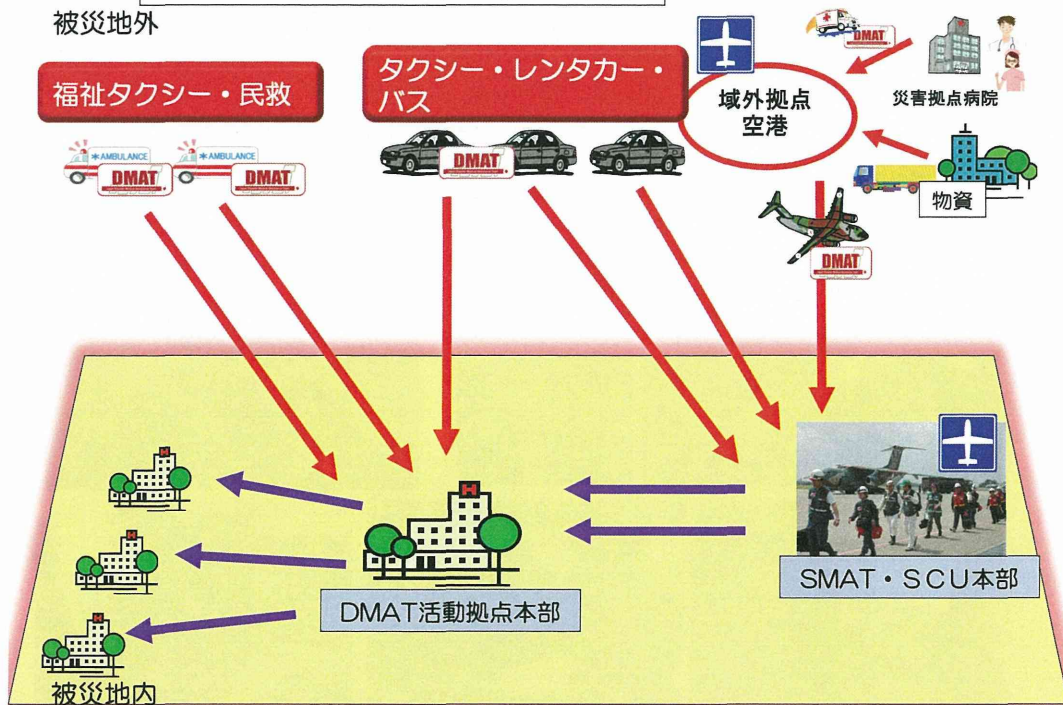 被災地外
福祉タクシー・民救
タクシー・レンタカー・
バス
域外拠点
空港
DMAT
災害拠点病院
物資
*AMBULANCE
DMAT
*AMBULANCE
DMAT
DMAT
DMAT
H
H
H
H
DMAT活動拠点本部
SMAT・SCU本部
被災地内